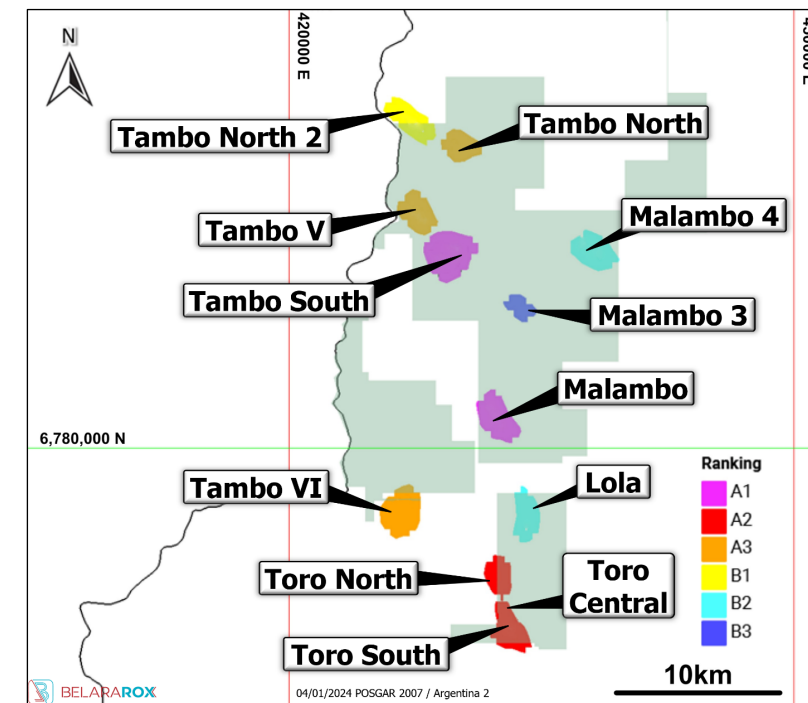 N
420000 E
Tambo North 2
Tambo North
Tambo V
Malambo 4
Tambo South
Malambo 3
Malambo
6,780,000 N
Ranking
A1
A2
A3
B1
B2
B3
Tambo VI
Lola
Toro North
Toro
Central
Toro South
10km
BELARAROX
04/01/2024 POSGAR 2007 / Argentina 2